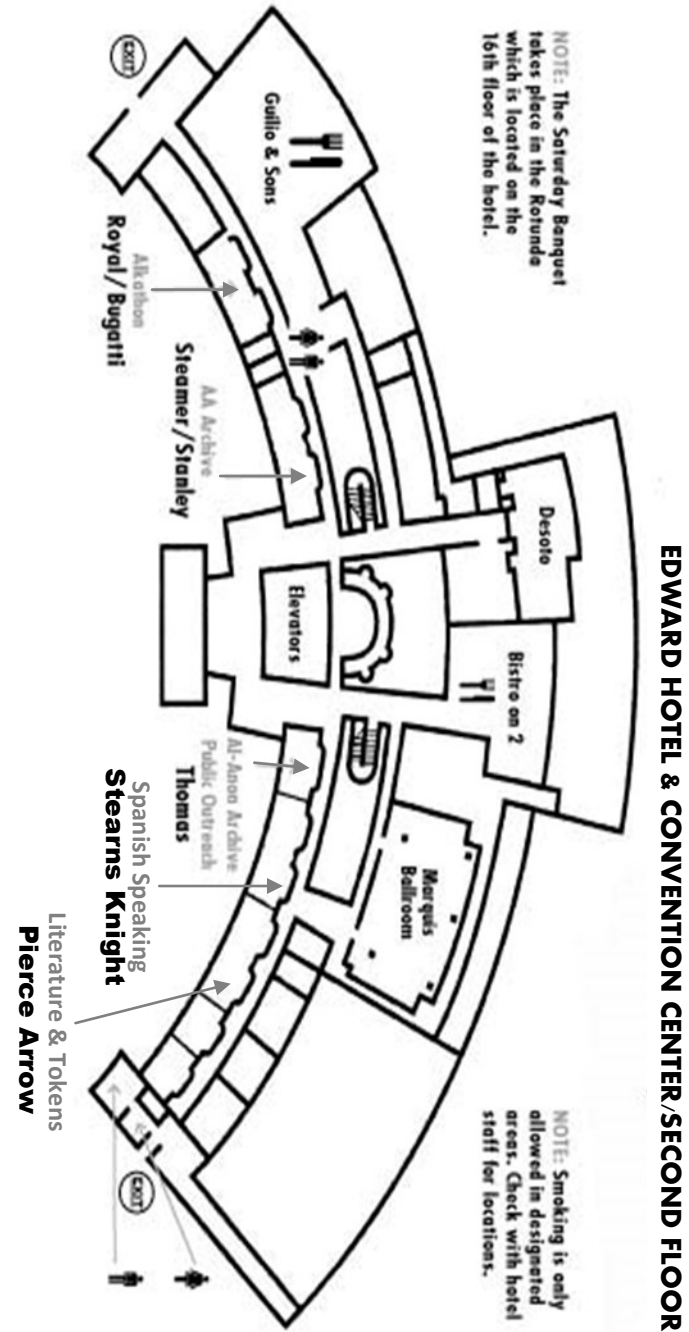 EDWARD HOTEL & CONVENTION CENTER/SECOND FLOOR
NOTE: The Saturday Banquet
takes place in the Rotunda
which is located on the
16th floor of the hotel.
NOTE: Smoking is only
allowed in designated
areas. Check with hotel
staff for locations.
Guilio & Sons
Desoto
Bistro on 2
Marquis
Ballroom
Elevators
EXIT
Alkathon
Royal/Bugatti
AA Archive
Steamer/Stanley
Al-Anon Archive
Public Outreach
Thomas
Spanish Speaking
Stearns Knight
Literature & Tokens
Pierce Arrow
EXIT